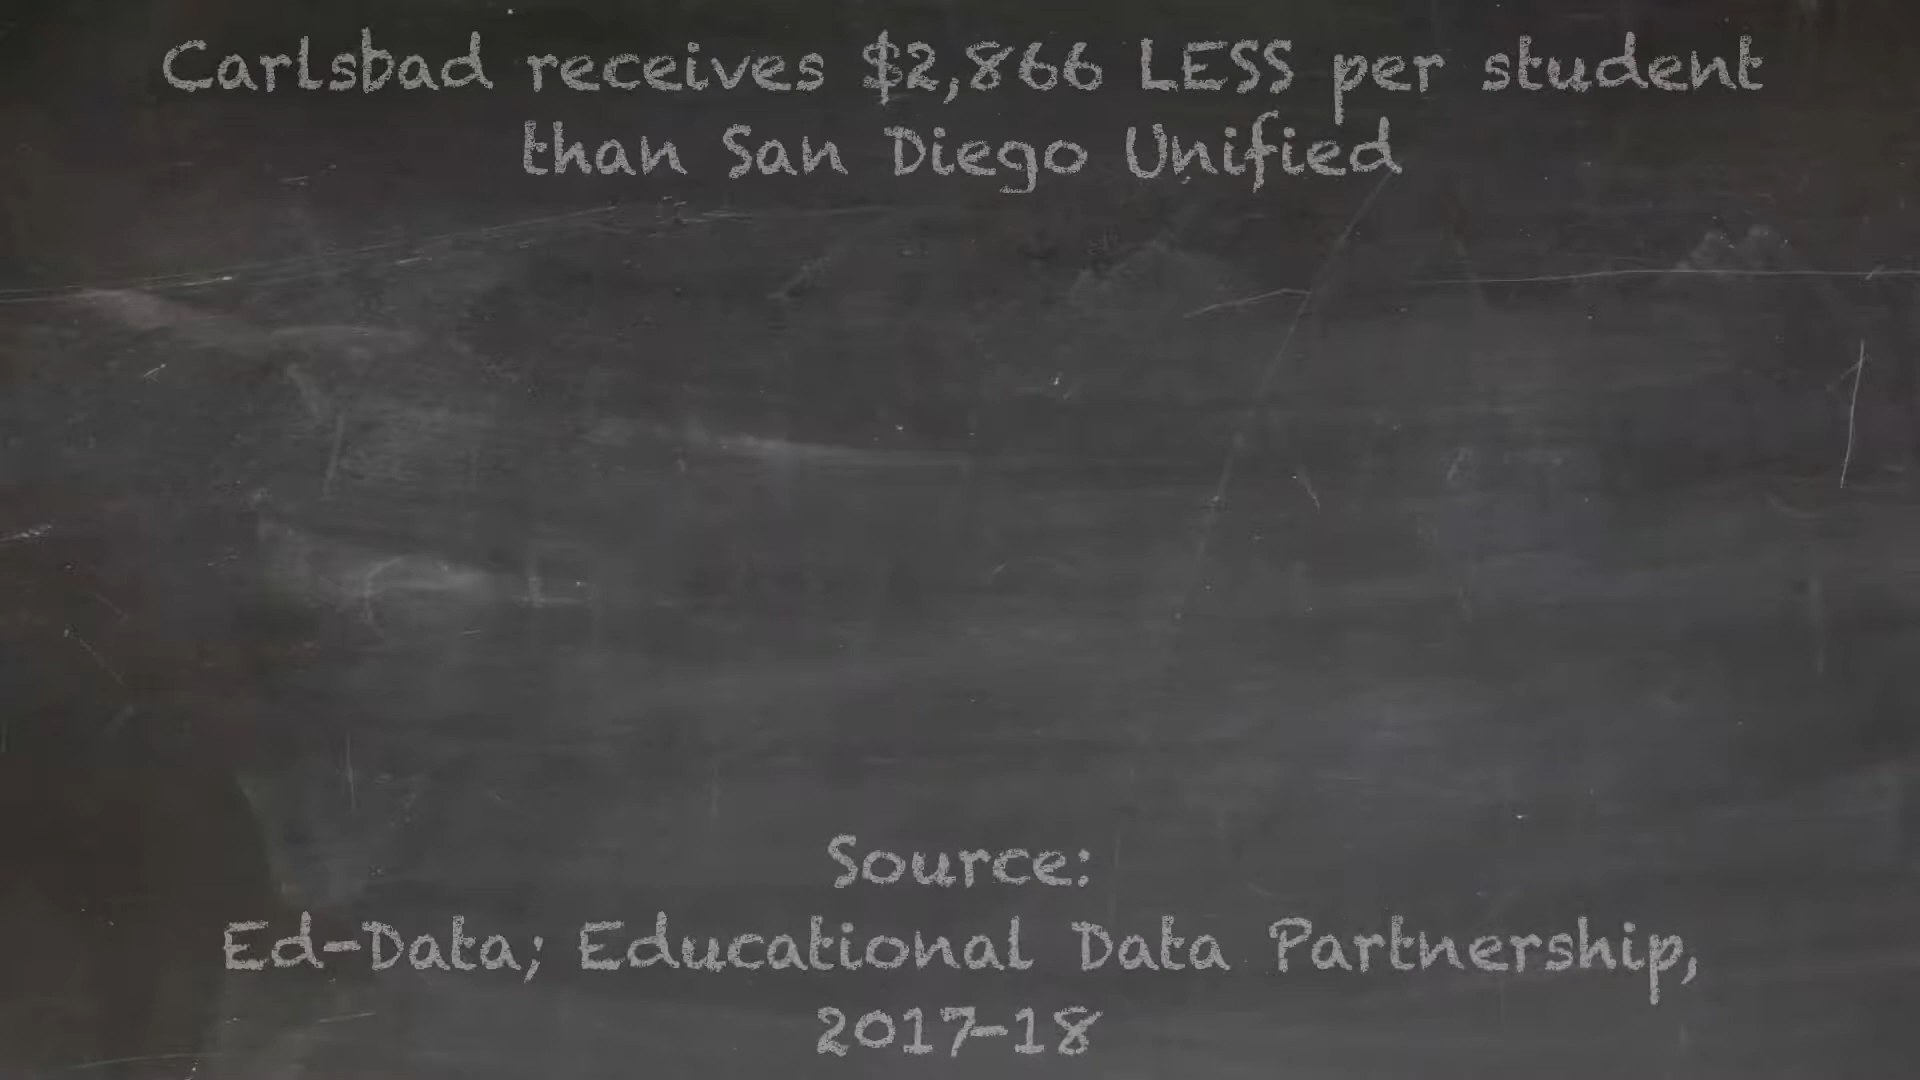 Carlsbad receives $2,866 LESS per student
than San Diego Unified
Source:
Ed-Data; Educational Data Partnership,
2017-18